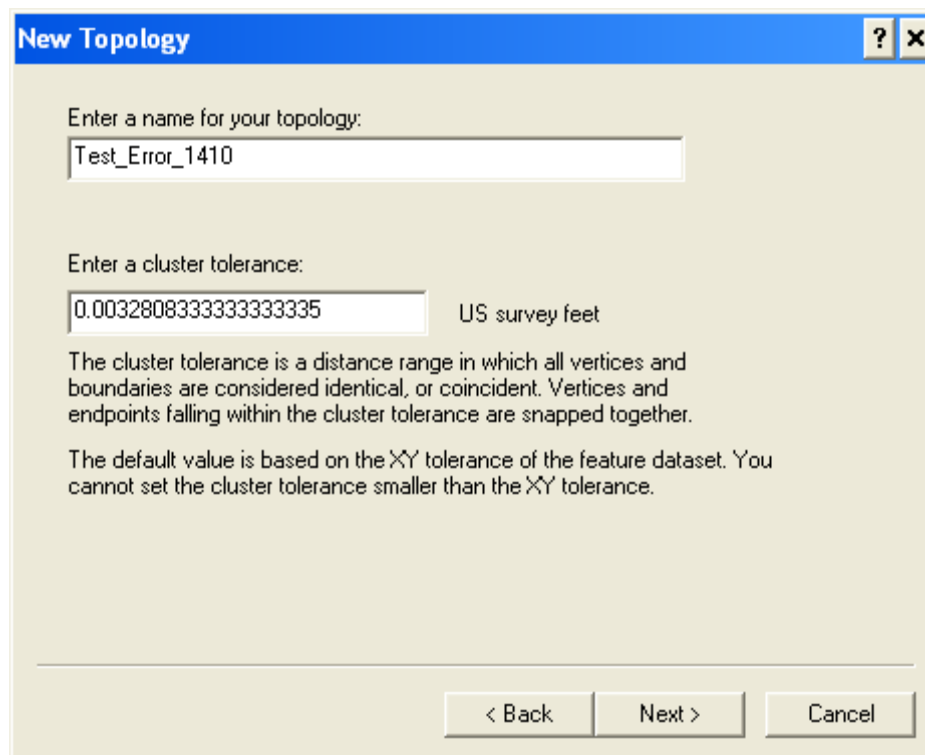 New Topology
Enter a name for your topology:
Test_Error_1410
Enter a cluster tolerance:
0.0032808333333333335 US survey feet
The cluster tolerance is a distance range in which all vertices and
boundaries are considered identical, or coincident. Vertices and
endpoints falling within the cluster tolerance are snapped together.
The default value is based on the XY tolerance of the feature dataset. You
cannot set the cluster tolerance smaller than the XY tolerance.
< Back Next > Cancel